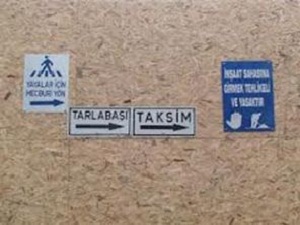 YAYALAR İÇİN
MECBURİ YÖN
TARLABAŞI
TAKSİM
İNŞAAT SAHASINA
GİRMEK TEHLİKELİ
VE YASAKTIR